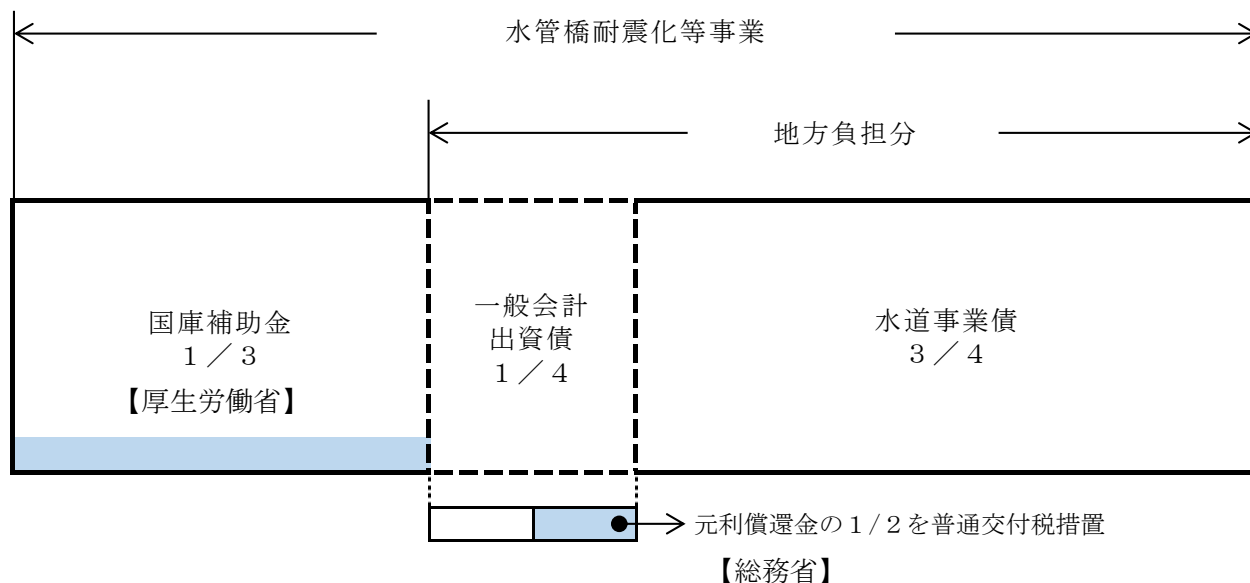 水管橋耐震化等事業
地方負担分
国庫補助金
１／３
【厚生労働省】
一般会計
出資債
１／４
水道事業債
３／４
元利償還金の１/２を普通交付税措置
【総務省】